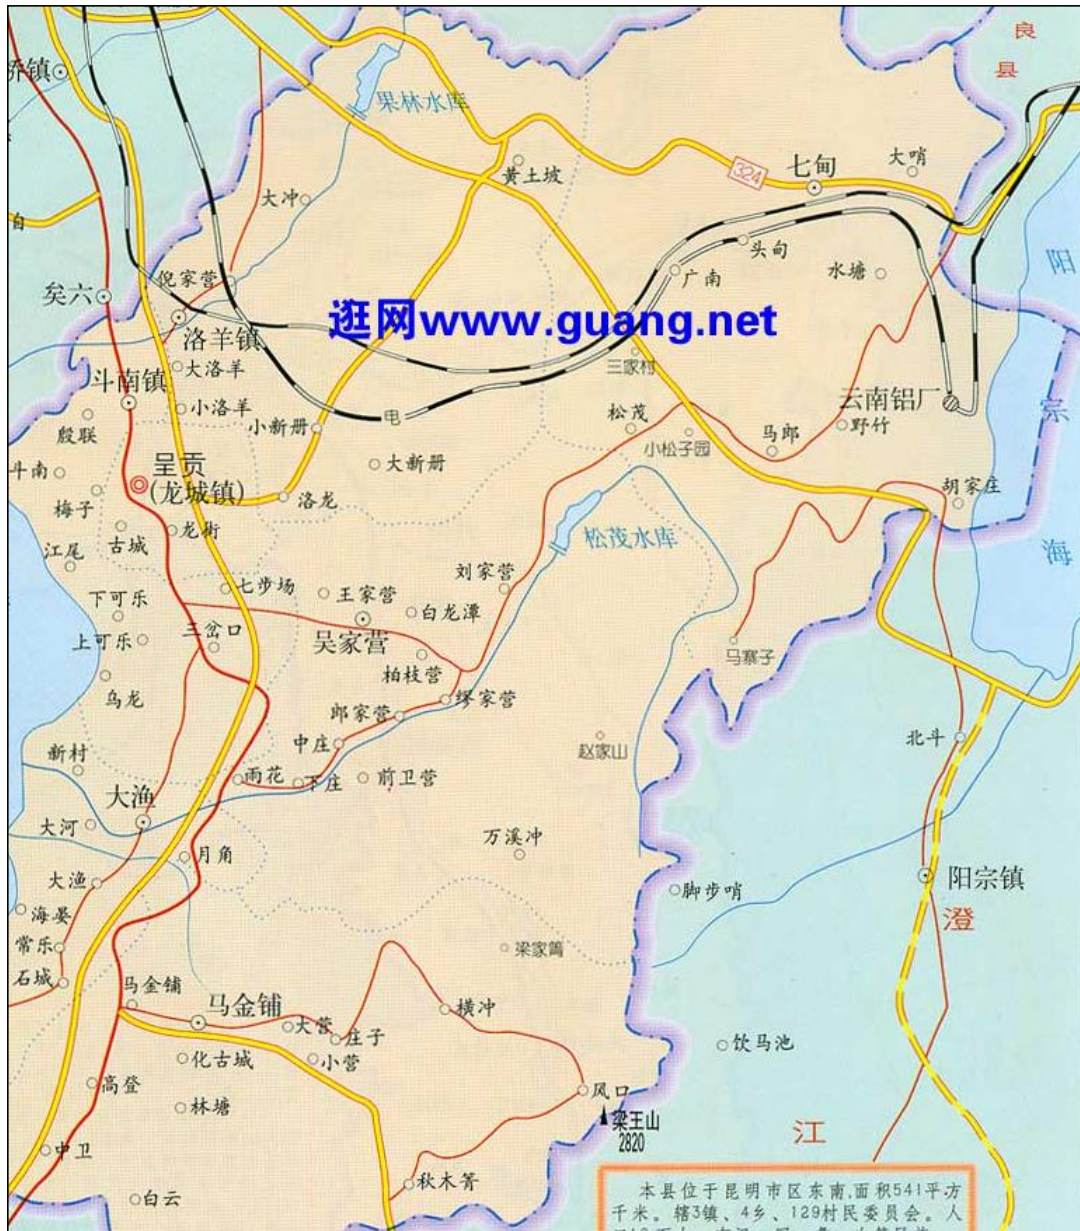 良
县
桥镇
果林水库
黄土坡
324
七甸
大哨
大冲
自
阳
倪家营
头甸
广南
水塘
矣六
逛网www.guang.net
洛羊镇
大洛羊
三家村
斗南镇
小洛羊
松茂
云南铝厂
宗
殷联
小新册
电
小松子园
马郎
野竹
斗南
呈贡
(龙城镇)
大新册
胡家庄
梅子
洛龙
江尾
古城
龙街
松茂水库
海
下可乐
七步场
王家营
刘家营
白龙潭
上可乐
三岔口
吴家营
马寨子
乌龙
柏枝营
缪家营
郎家营
新村
中庄
赵家山
北斗
雨花
下庄
前卫营
大渔
大河
万溪冲
月角
大渔
脚步哨
阳宗镇
海晏
澄
常乐
梁家箐
石城
马金铺
马金铺
横冲
大营
庄子
饮马池
化古城
小营
高登
林塘
风口
梁王山
2820
江
中卫
秋木箐
白云
本县位于昆明市区东南,面积541平方
千米。辖3镇、4乡、129村民委员会。人